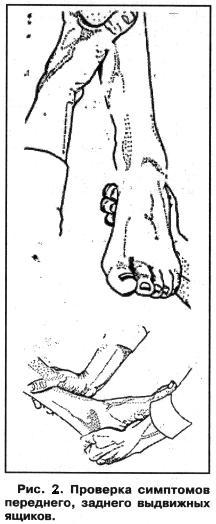 Рис. 2. Проверка симптомов
переднего, заднего выдвижных
ящиков.